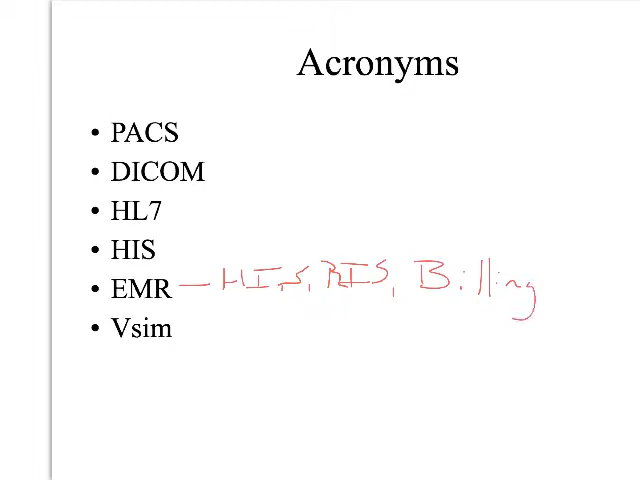 Acronyms
• PACS
• DICOM
• HL7
• HIS
• EMR — HIS, RIS, Billing
• Vsim